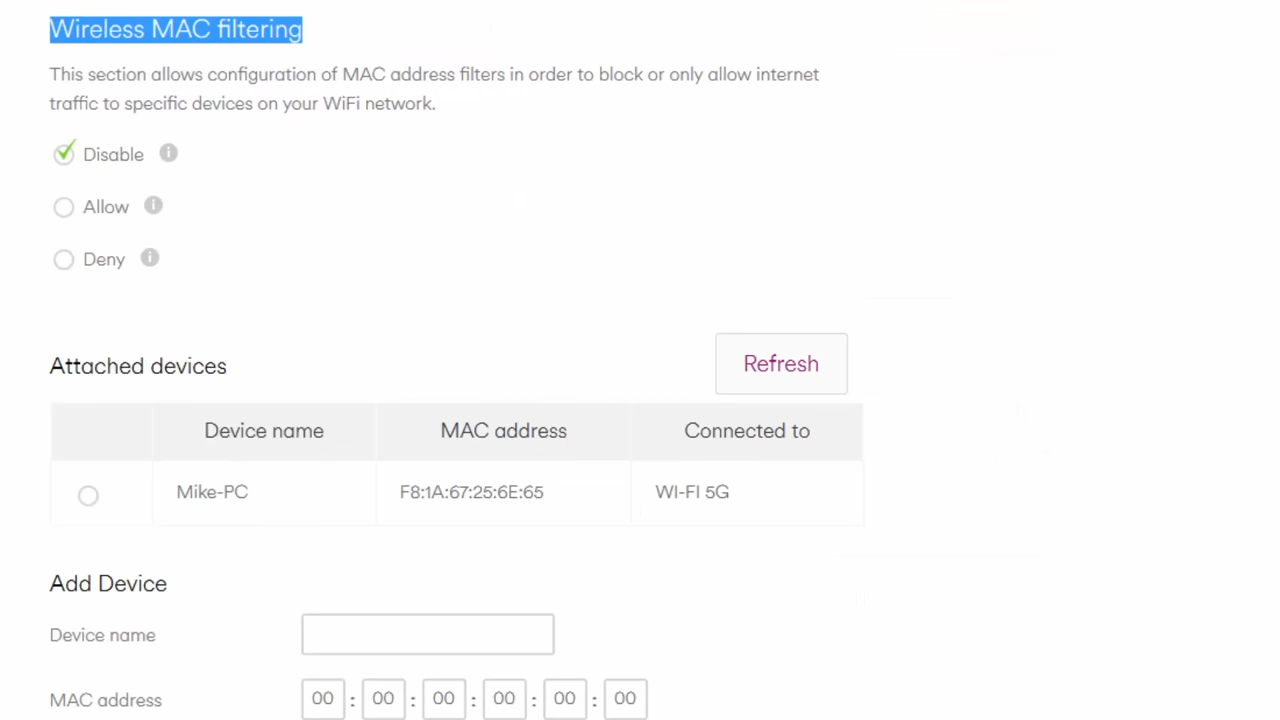 Wireless MAC filtering
This section allows configuration of MAC address filters in order to block or only allow internet
traffic to specific devices on your WiFi network.
Disable i
Allow i
Deny i
Attached devices
Refresh
Device name MAC address Connected to
Mike-PC F8:1A:67:25:6E:65 WI-FI 5G
Add Device
Device name
MAC address 00 : 00 : 00 : 00 : 00 : 00